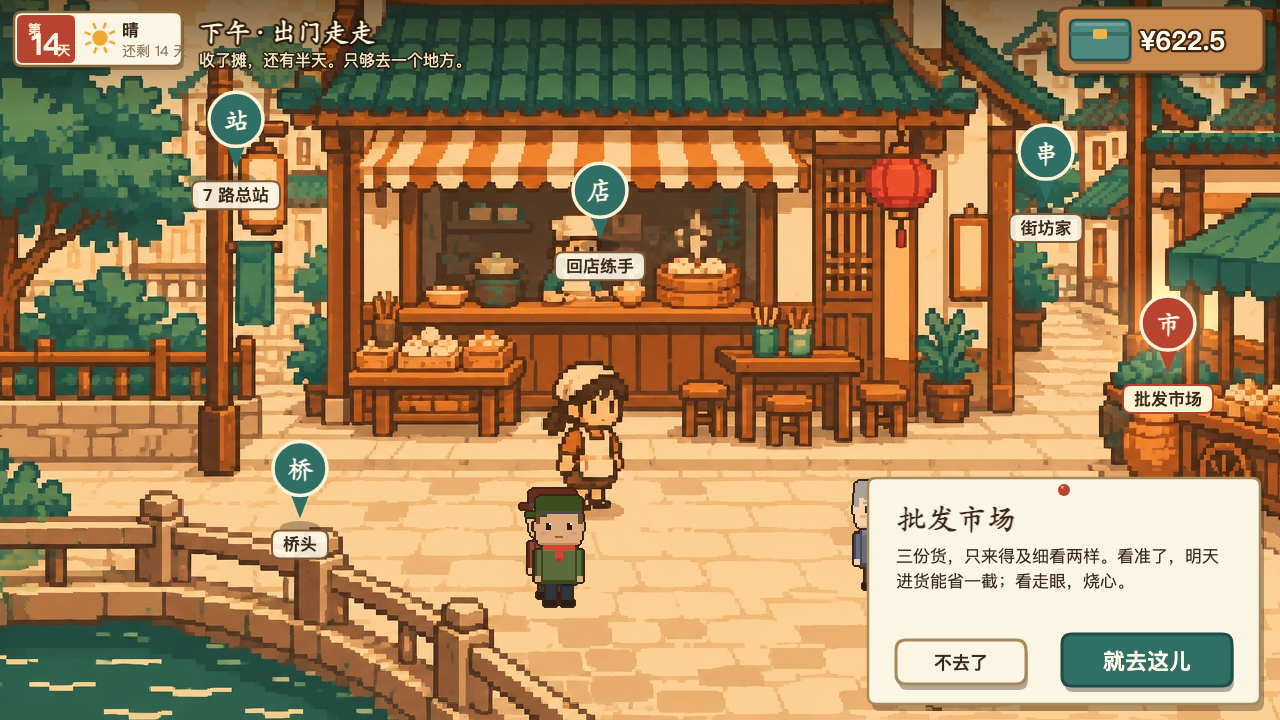 第
14天
晴
还剩 14 天
下午·出门走走
收了摊，还有半天。只够去一个地方。
¥622.5
站
7 路总站
店
回店练手
串
街坊家
市
批发市场
桥
桥头
批发市场
三份货，只来得及细看两样。看准了，明天
进货能省一截；看走眼，烧心。
不去了
就去这儿